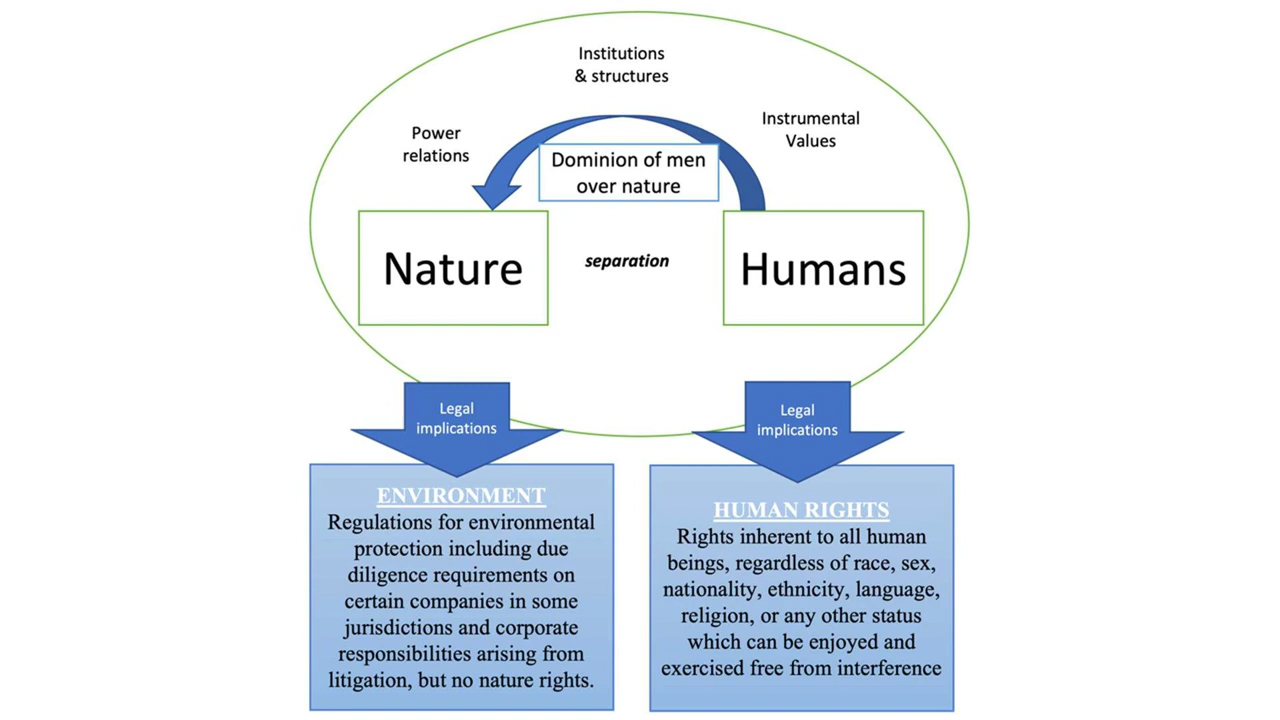 Institutions
& structures
Power
relations
Instrumental
Values
Dominion of men
over nature
Nature
separation
Humans
Legal
implications
Legal
implications
ENVIRONMENT
Regulations for environmental
protection including due
diligence requirements on
certain companies in some
jurisdictions and corporate
responsibilities arising from
litigation, but no nature rights.
HUMAN RIGHTS
Rights inherent to all human
beings, regardless of race, sex,
nationality, ethnicity, language,
religion, or any other status
which can be enjoyed and
exercised free from interference